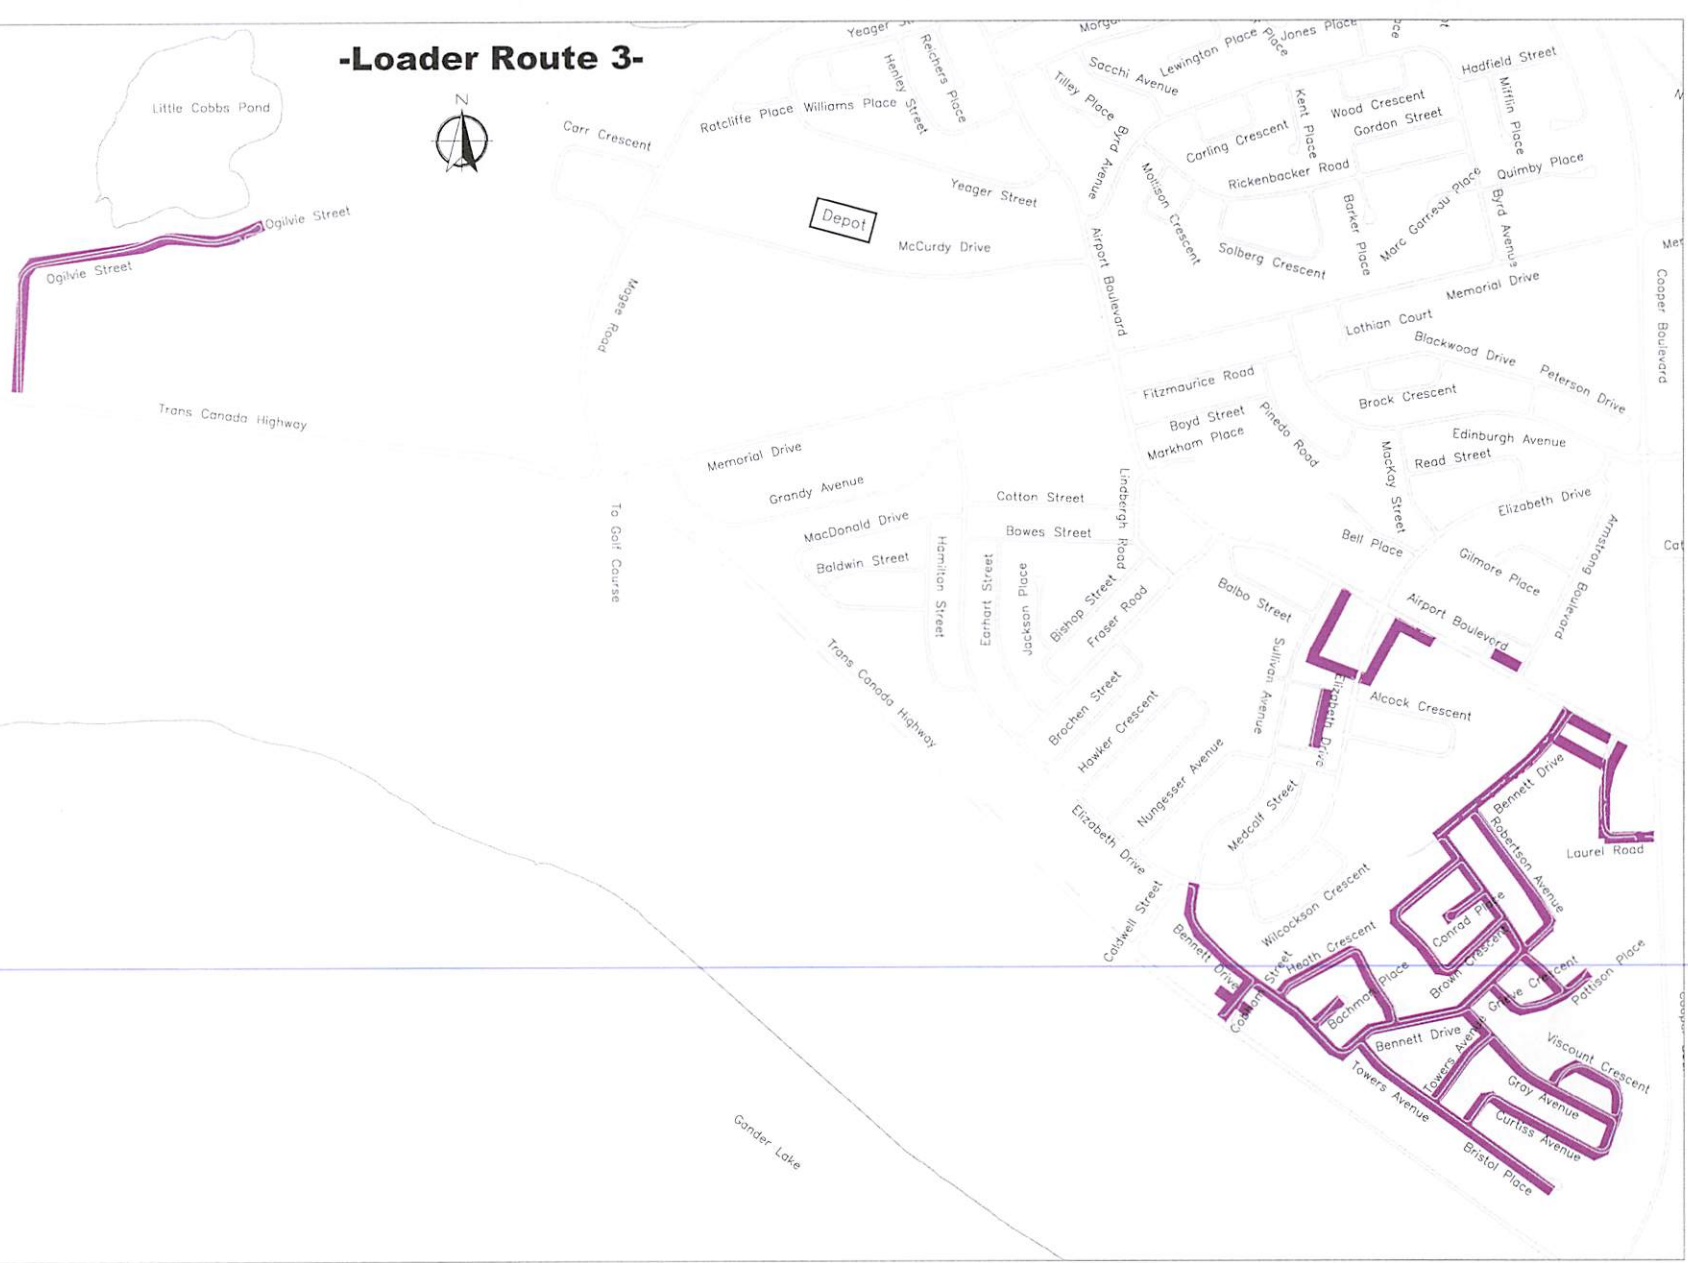 -Loader Route 3-
N
Little Cobbs Pond
Ogilvie Street
Ogilvie Street
Trans Canada Highway
Carr Crescent
Magee Road
To Golf Course
Yeager
Reichers Place
Henley Street
Ratcliffe Place
Williams Place
Yeager Street
Depot
McCurdy Drive
Sacchi Avenue
Tilley Place
Lewington Place
Place
Jones Place
Byrd Avenue
Mollison Crescent
Airport Boulevard
Hadfield Street
Mifflin Place
Kent Place
Wood Crescent
Gordon Street
Carling Crescent
Rickenbacker Road
Quimby Place
Barker Place
Marc Garneau Place
Byrd Avenue
Solberg Crescent
Memorial Drive
Cooper Boulevard
Lothian Court
Blackwood Drive
Peterson Drive
Fitzmaurice Road
Brock Crescent
Boyd Street
Pinedo Road
Markham Place
Edinburgh Avenue
Read Street
MacKay Street
Elizabeth Drive
Armstrong Boulevard
Bell Place
Gilmore Place
Memorial Drive
Grandy Avenue
MacDonald Drive
Baldwin Street
Hamilton Street
Cotton Street
Bowes Street
Lindbergh Road
Earhart Street
Jackson Place
Bishop Street
Fraser Road
Trans Canada Highway
Balbo Street
Airport Boulevard
Sullivan Avenue
Elizabeth Drive
Alcock Crescent
Brochen Street
Hawker Crescent
Nungesser Avenue
Medcalf Street
Elizabeth Drive
Bennett Drive
Robertson Avenue
Laurel Road
Caldwell Street
Wilcockson Crescent
Bennett Drive
Street
Heath Crescent
Bachman Place
Conrad Place
Brown Crescent
Grieve Crescent
Pattison Place
Bennett Drive
Towers Avenue
Towers Avenue
Viscount Crescent
Gray Avenue
Curtiss Avenue
Bristol Place
Gander Lake